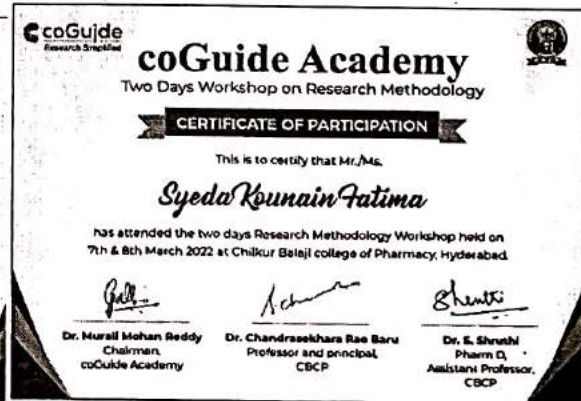 coGuide
Research Simplified
coGuide Academy
Two Days Workshop on Research Methodology
CERTIFICATE OF PARTICIPATION
This is to certify that Mr./Ms.
Syeda Kounain Fatima
has attended the two days Research Methodology Workshop held on
7th & 8th March 2022 at Chilkur Balaji college of Pharmacy, Hyderabad.
Dr. Murali Mohan Reddy
Chairman,
coGuide Academy
Dr. Chandrasekhara Rao Baru
Professor and principal,
CBCP
Shruthi
Dr. S. Shruthi
Pharm D,
Assistant Professor,
CBCP